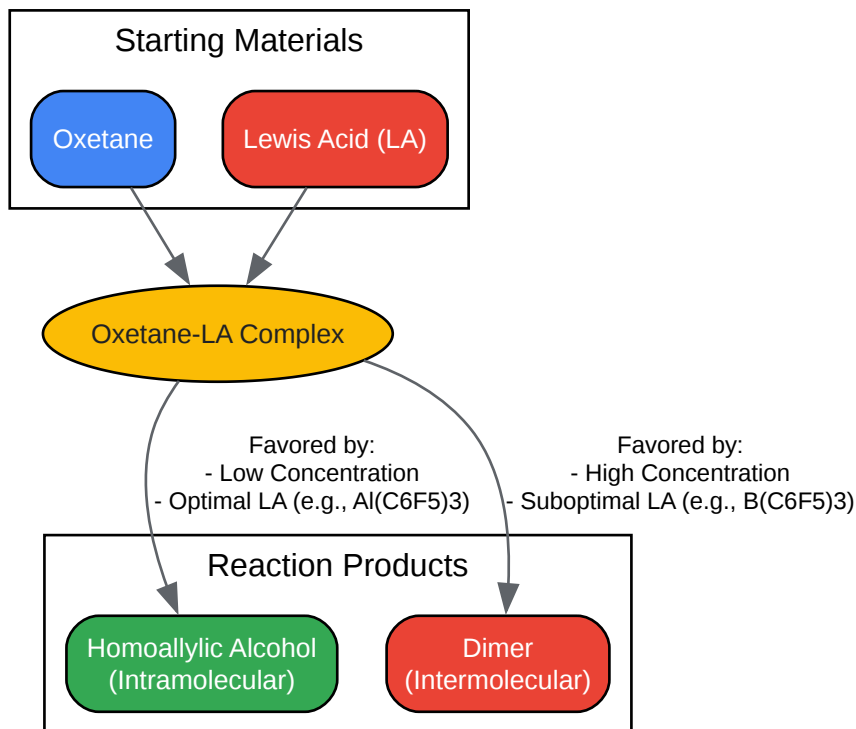 Starting Materials
Oxetane
Lewis Acid (LA)
Oxetane-LA Complex
Favored by:
- Low Concentration
- Optimal LA (e.g., Al(C6F5)3)
Favored by:
- High Concentration
- Suboptimal LA (e.g., B(C6F5)3)
Reaction Products
Homoallylic Alcohol
(Intramolecular)
Dimer
(Intermolecular)